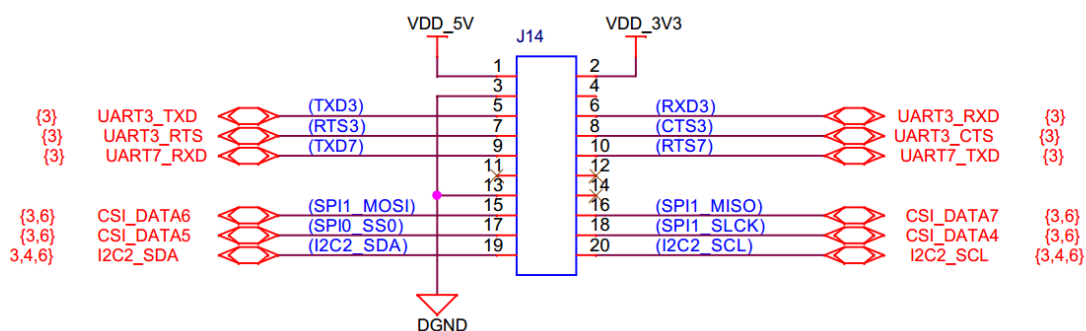 VDD_5V VDD_3V3
J14
1 2
3 4
{3} UART3_TXD (TXD3) 5 6 (RXD3) UART3_RXD {3}
{3} UART3_RTS (RTS3) 7 8 (CTS3) UART3_CTS {3}
{3} UART7_RXD (TXD7) 9 10 (RTS7) UART7_TXD {3}
11 12
13 14
{3,6} CSI_DATA6 (SPI1_MOSI) 15 16 (SPI1_MISO) CSI_DATA7 {3,6}
{3,6} CSI_DATA5 (SPI0_SS0) 17 18 (SPI1_SLCK) CSI_DATA4 {3,6}
3,4,6} I2C2_SDA (I2C2_SDA) 19 20 (I2C2_SCL) I2C2_SCL {3,4,6}
DGND